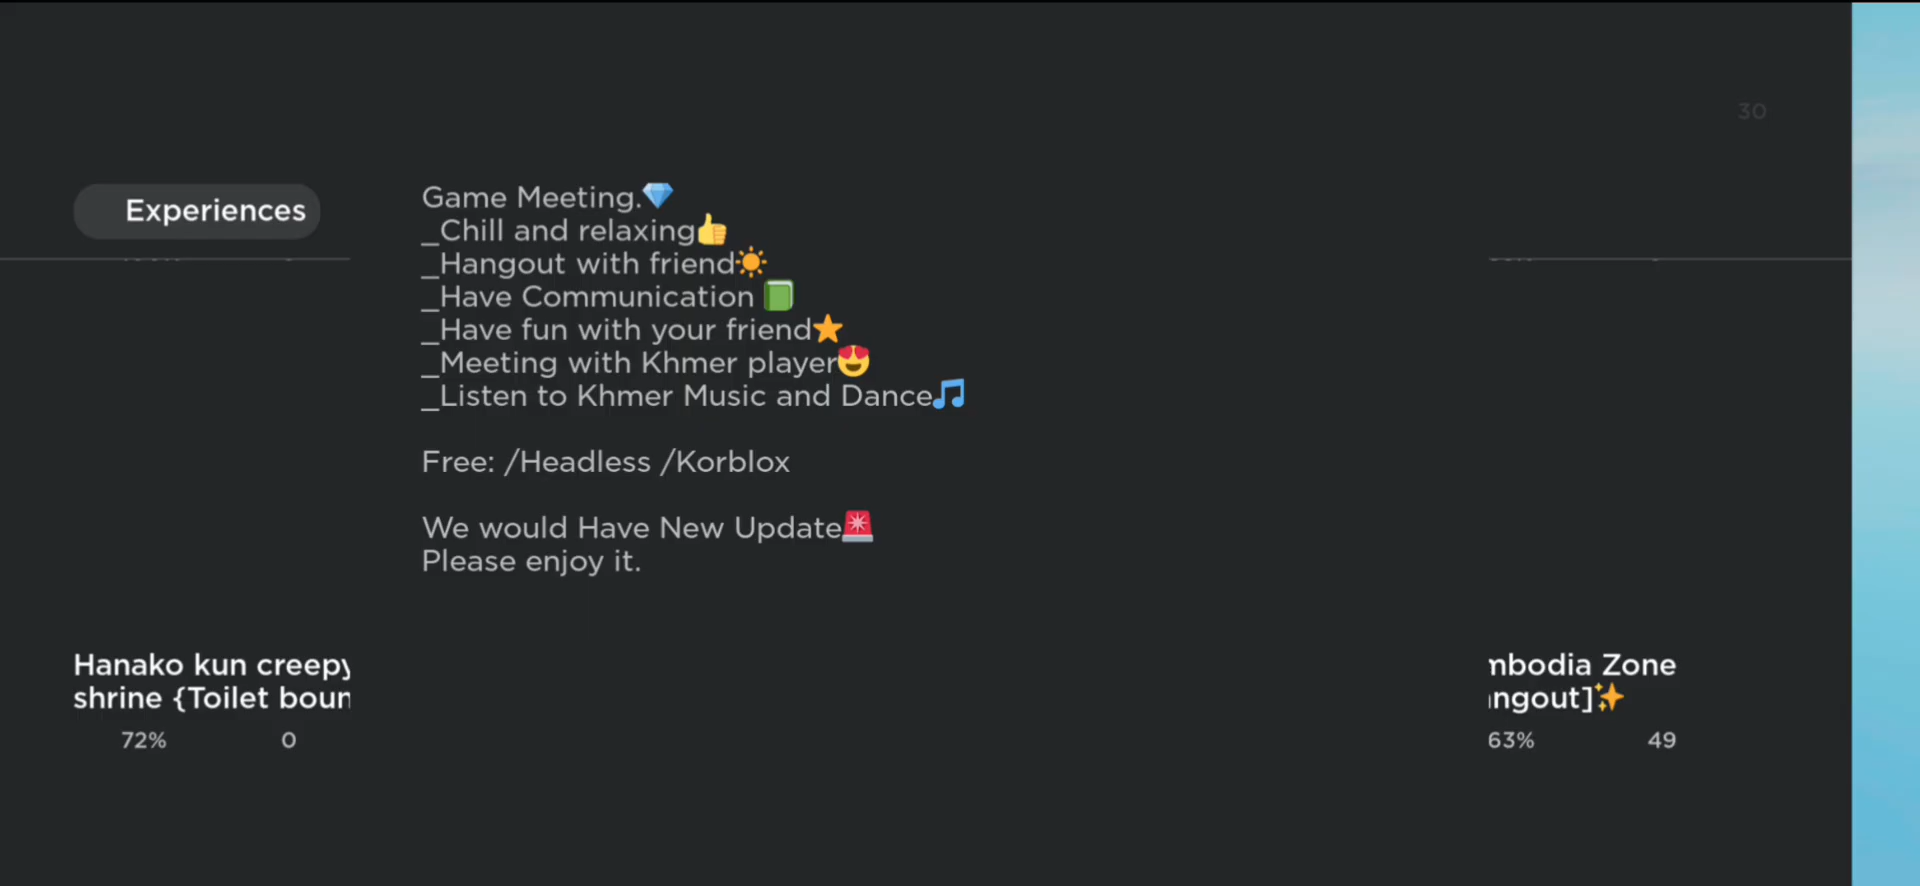 30
Experiences
Game Meeting.💎
_Chill and relaxing👍
_Hangout with friend☀️
_Have Communication 📗
_Have fun with your friend⭐
_Meeting with Khmer player😍
_Listen to Khmer Music and Dance🎵
Free: /Headless /Korblox
We would Have New Update🚨
Please enjoy it.
Hanako kun creepy
shrine {Toilet boun
72% 0
mbodia Zone
ngout]✨
63% 49